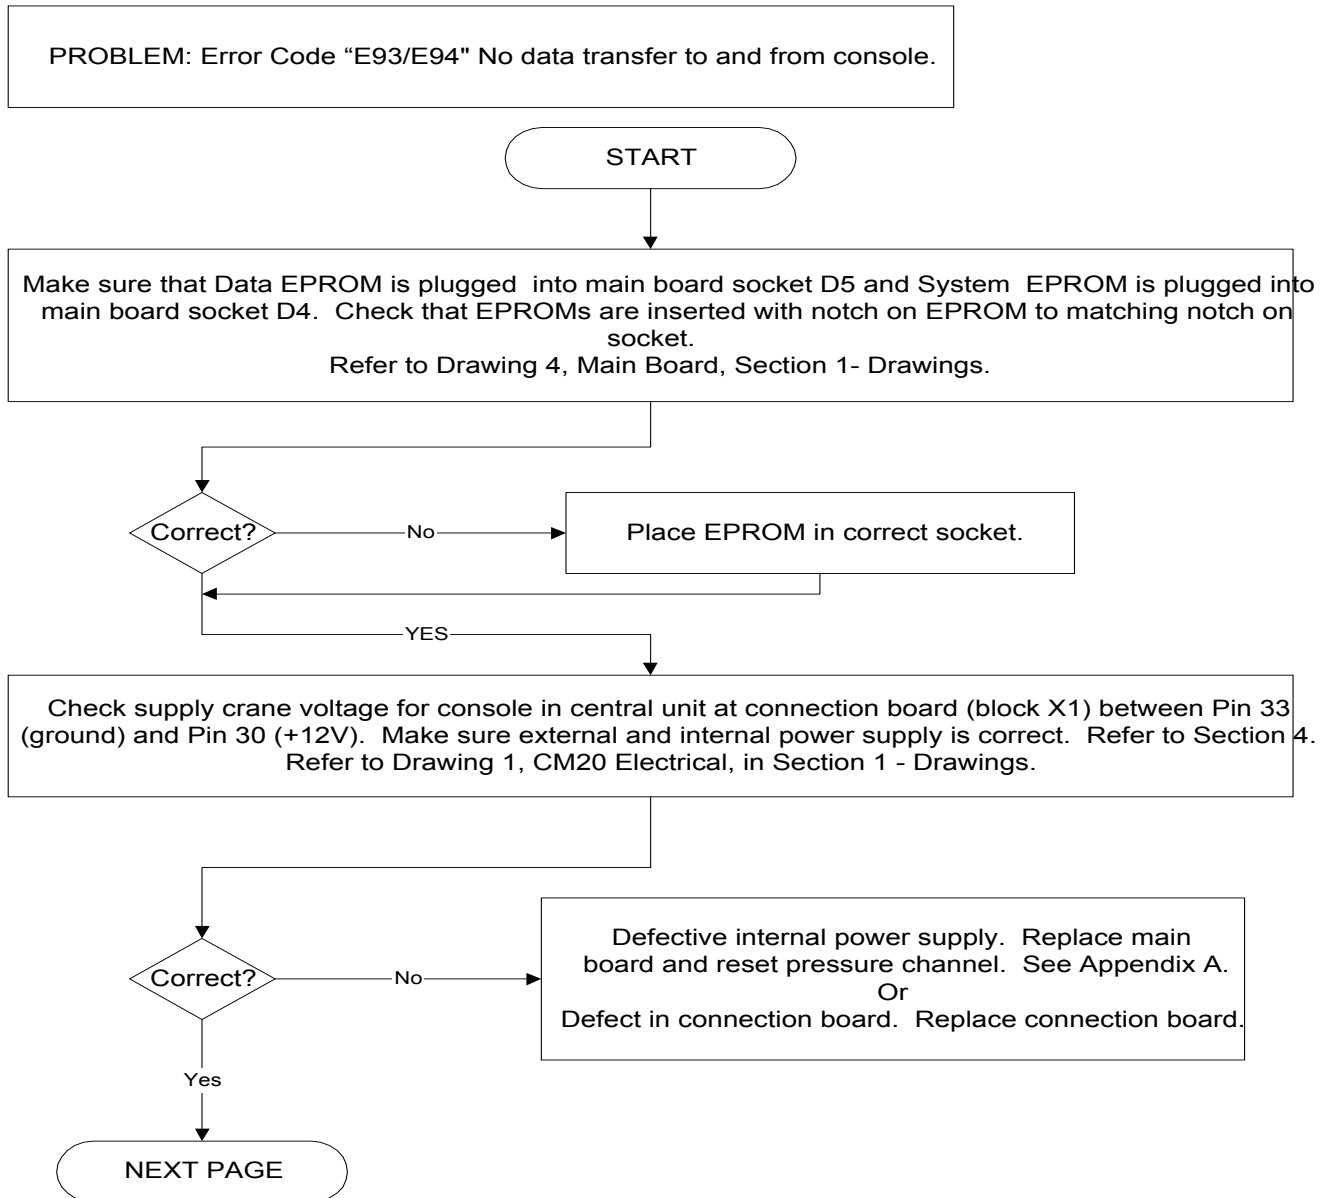 PROBLEM: Error Code “E93/E94" No data transfer to and from console.
START
Make sure that Data EPROM is plugged into main board socket D5 and System EPROM is plugged into
main board socket D4. Check that EPROMs are inserted with notch on EPROM to matching notch on
socket.
Refer to Drawing 4, Main Board, Section 1- Drawings.
Correct?
No
Place EPROM in correct socket.
YES
Check supply crane voltage for console in central unit at connection board (block X1) between Pin 33
(ground) and Pin 30 (+12V). Make sure external and internal power supply is correct. Refer to Section 4.
Refer to Drawing 1, CM20 Electrical, in Section 1 - Drawings.
Correct?
No
Defective internal power supply. Replace main
board and reset pressure channel. See Appendix A.
Or
Defect in connection board. Replace connection board.
Yes
NEXT PAGE